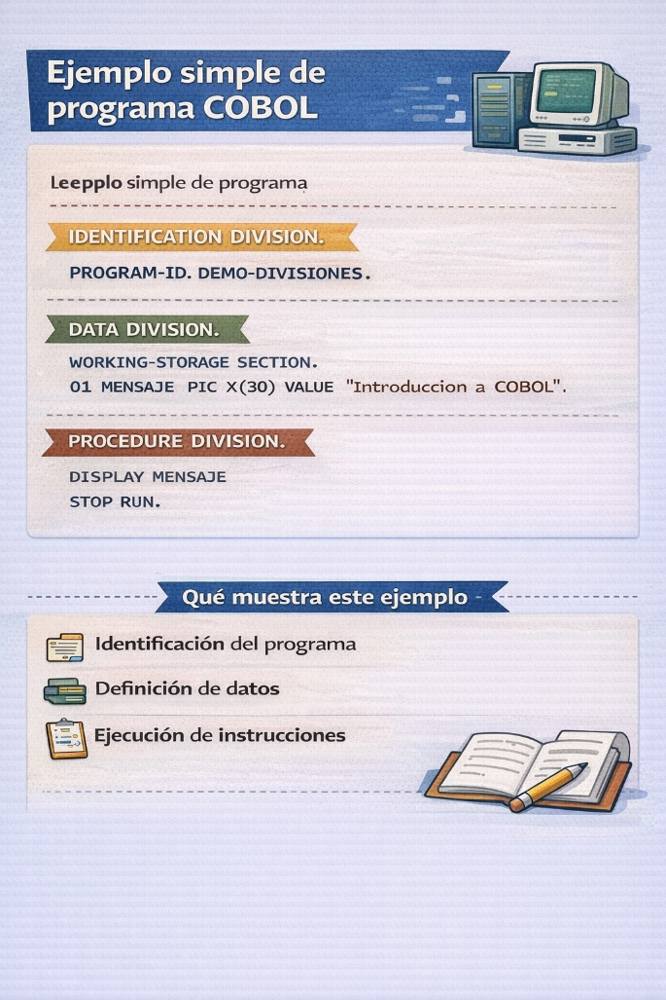 Ejemplo simple de
programa COBOL
Leepplo simple de programa
IDENTIFICATION DIVISION.
PROGRAM-ID. DEMO-DIVISIONES.
DATA DIVISION.
WORKING-STORAGE SECTION.
01 MENSAJE PIC X(30) VALUE "Introduccion a COBOL".
PROCEDURE DIVISION.
DISPLAY MENSAJE
STOP RUN.
Qué muestra este ejemplo
Identificación del programa
Definición de datos
Ejecución de instrucciones